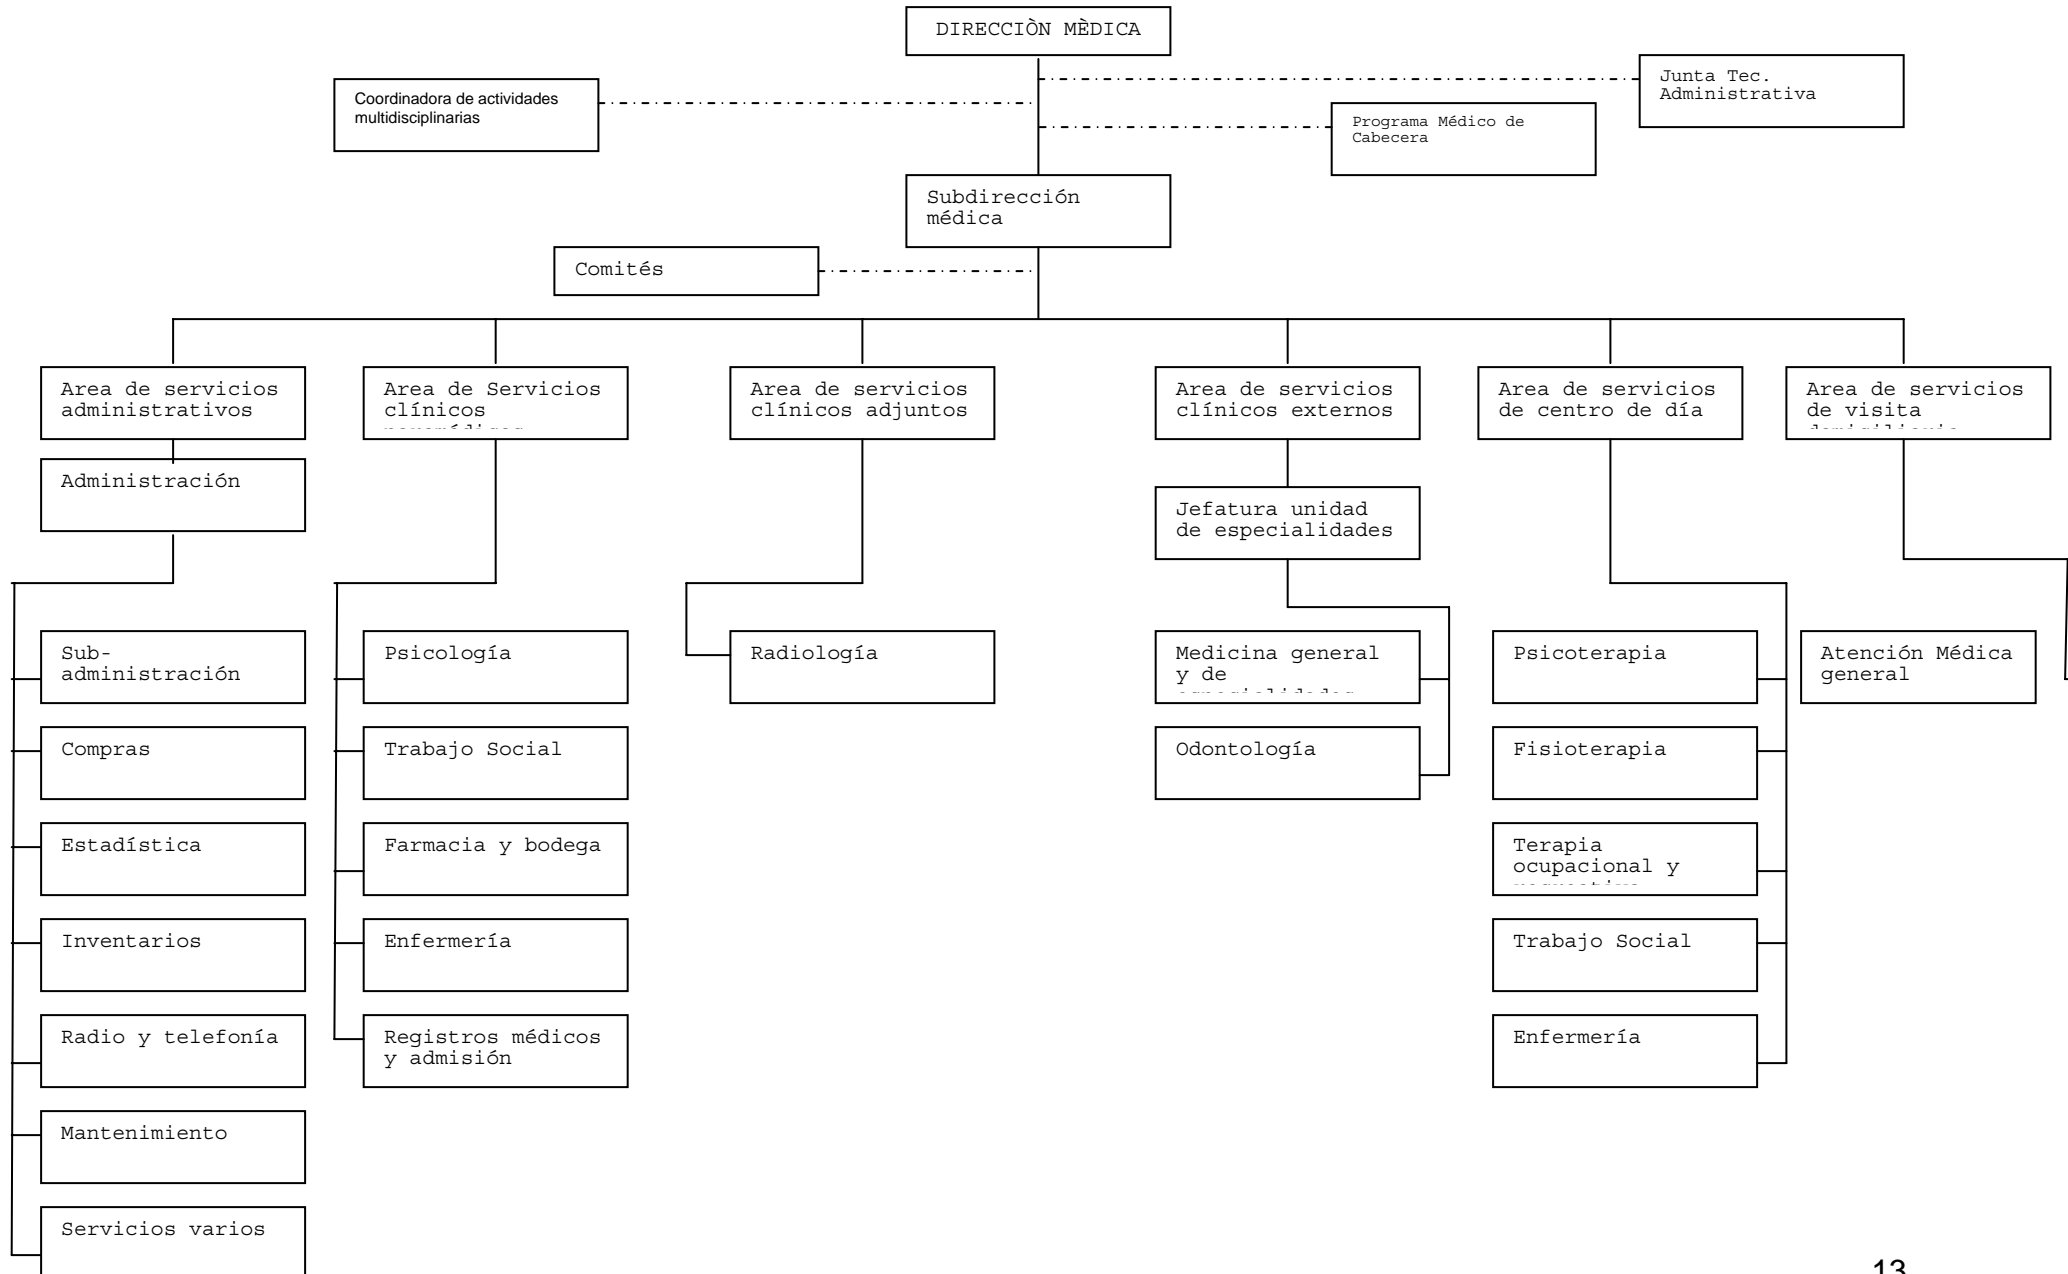 DIRECCIÒN MÈDICA
Junta Tec.
Administrativa
Coordinadora de actividades
multidisciplinarias
Programa Médico de
Cabecera
Subdirección
médica
Comités
Area de servicios
administrativos
Area de Servicios
clínicos
Area de servicios
clínicos adjuntos
Area de servicios
clínicos externos
Area de servicios
de centro de día
Area de servicios
de visita
Administración
Jefatura unidad
de especialidades
Sub-
administración
Compras
Estadística
Inventarios
Radio y telefonía
Mantenimiento
Servicios varios
Psicología
Trabajo Social
Farmacia y bodega
Enfermería
Registros médicos
y admisión
Radiología
Medicina general
y de
Odontología
Psicoterapia
Fisioterapia
Terapia
ocupacional y
Trabajo Social
Enfermería
Atención Médica
general
13